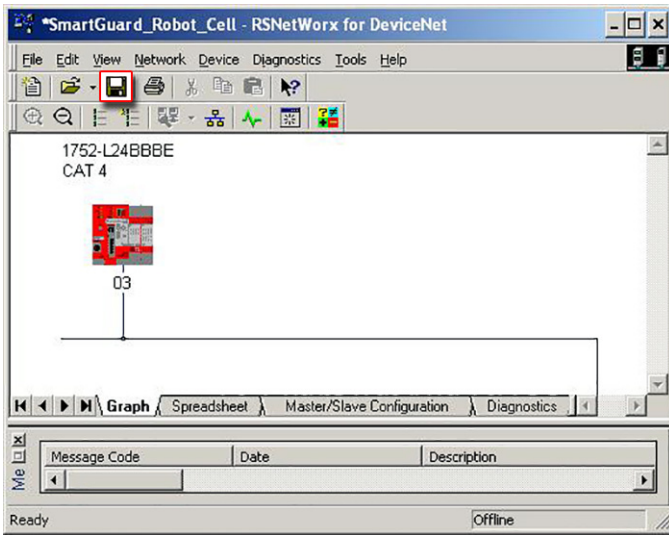 *SmartGuard_Robot_Cell - RSNetWorx for DeviceNet
File Edit View Network Device Diagnostics Tools Help
1752-L24BBBE
CAT 4
03
Graph Spreadsheet Master/Slave Configuration Diagnostics
Me
Message Code Date Description
Ready Offline